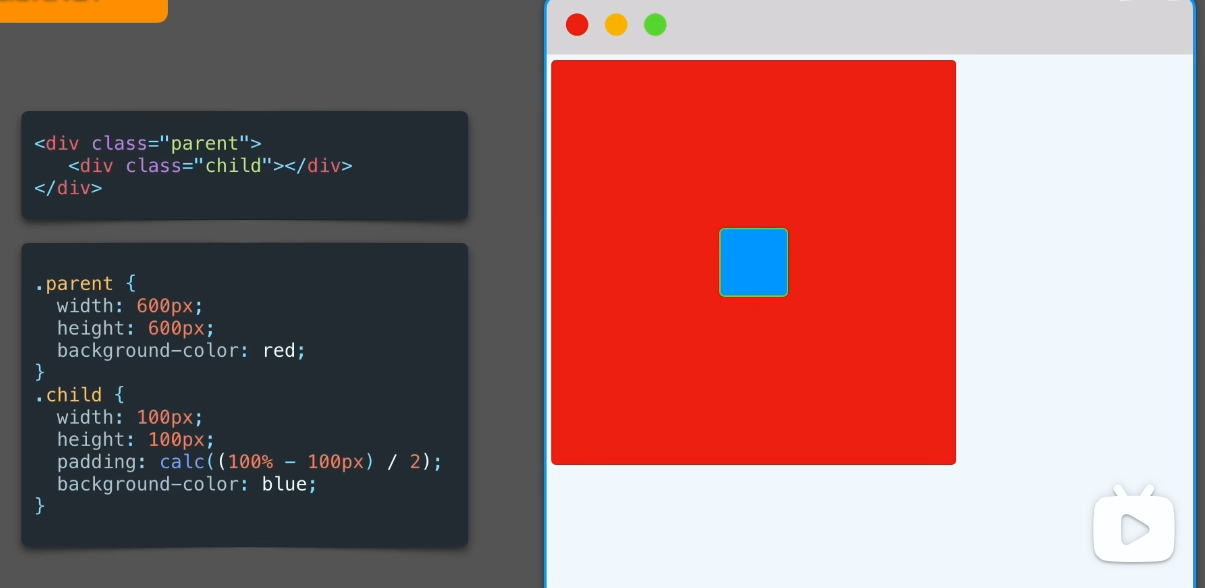 <div class="parent">
<div class="child"></div>
</div>
.parent {
width: 600px;
height: 600px;
background-color: red;
}
.child {
width: 100px;
height: 100px;
padding: calc((100% - 100px) / 2);
background-color: blue;
}